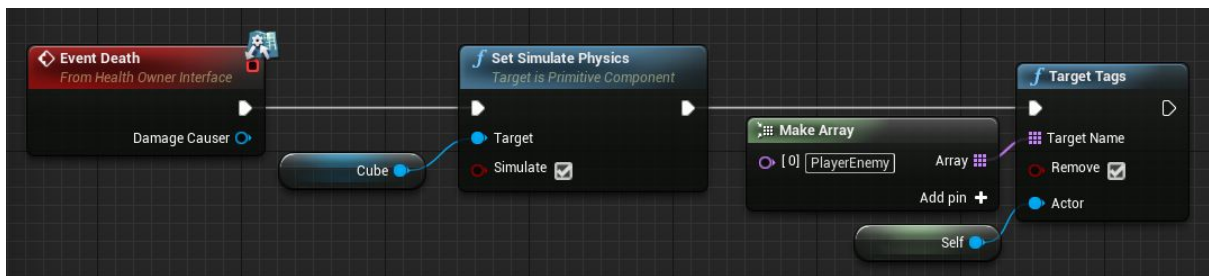 Event Death
From Health Owner Interface
Damage Causer
Cube
Set Simulate Physics
Target is Primitive Component
Target
Simulate
Make Array
[0] PlayerEnemy Array
Add pin +
Self
Target Tags
Target Name
Remove
Actor